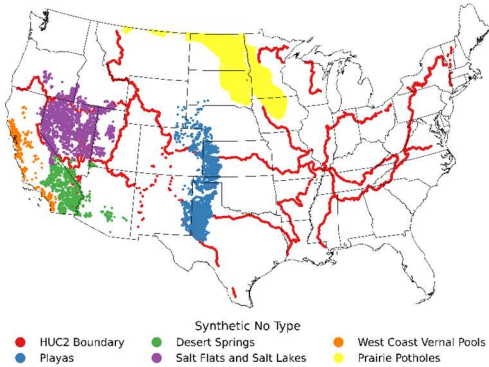 Synthetic No Type
HUC2 Boundary
Desert Springs
West Coast Vernal Pools
Playas
Salt Flats and Salt Lakes
Prairie Potholes